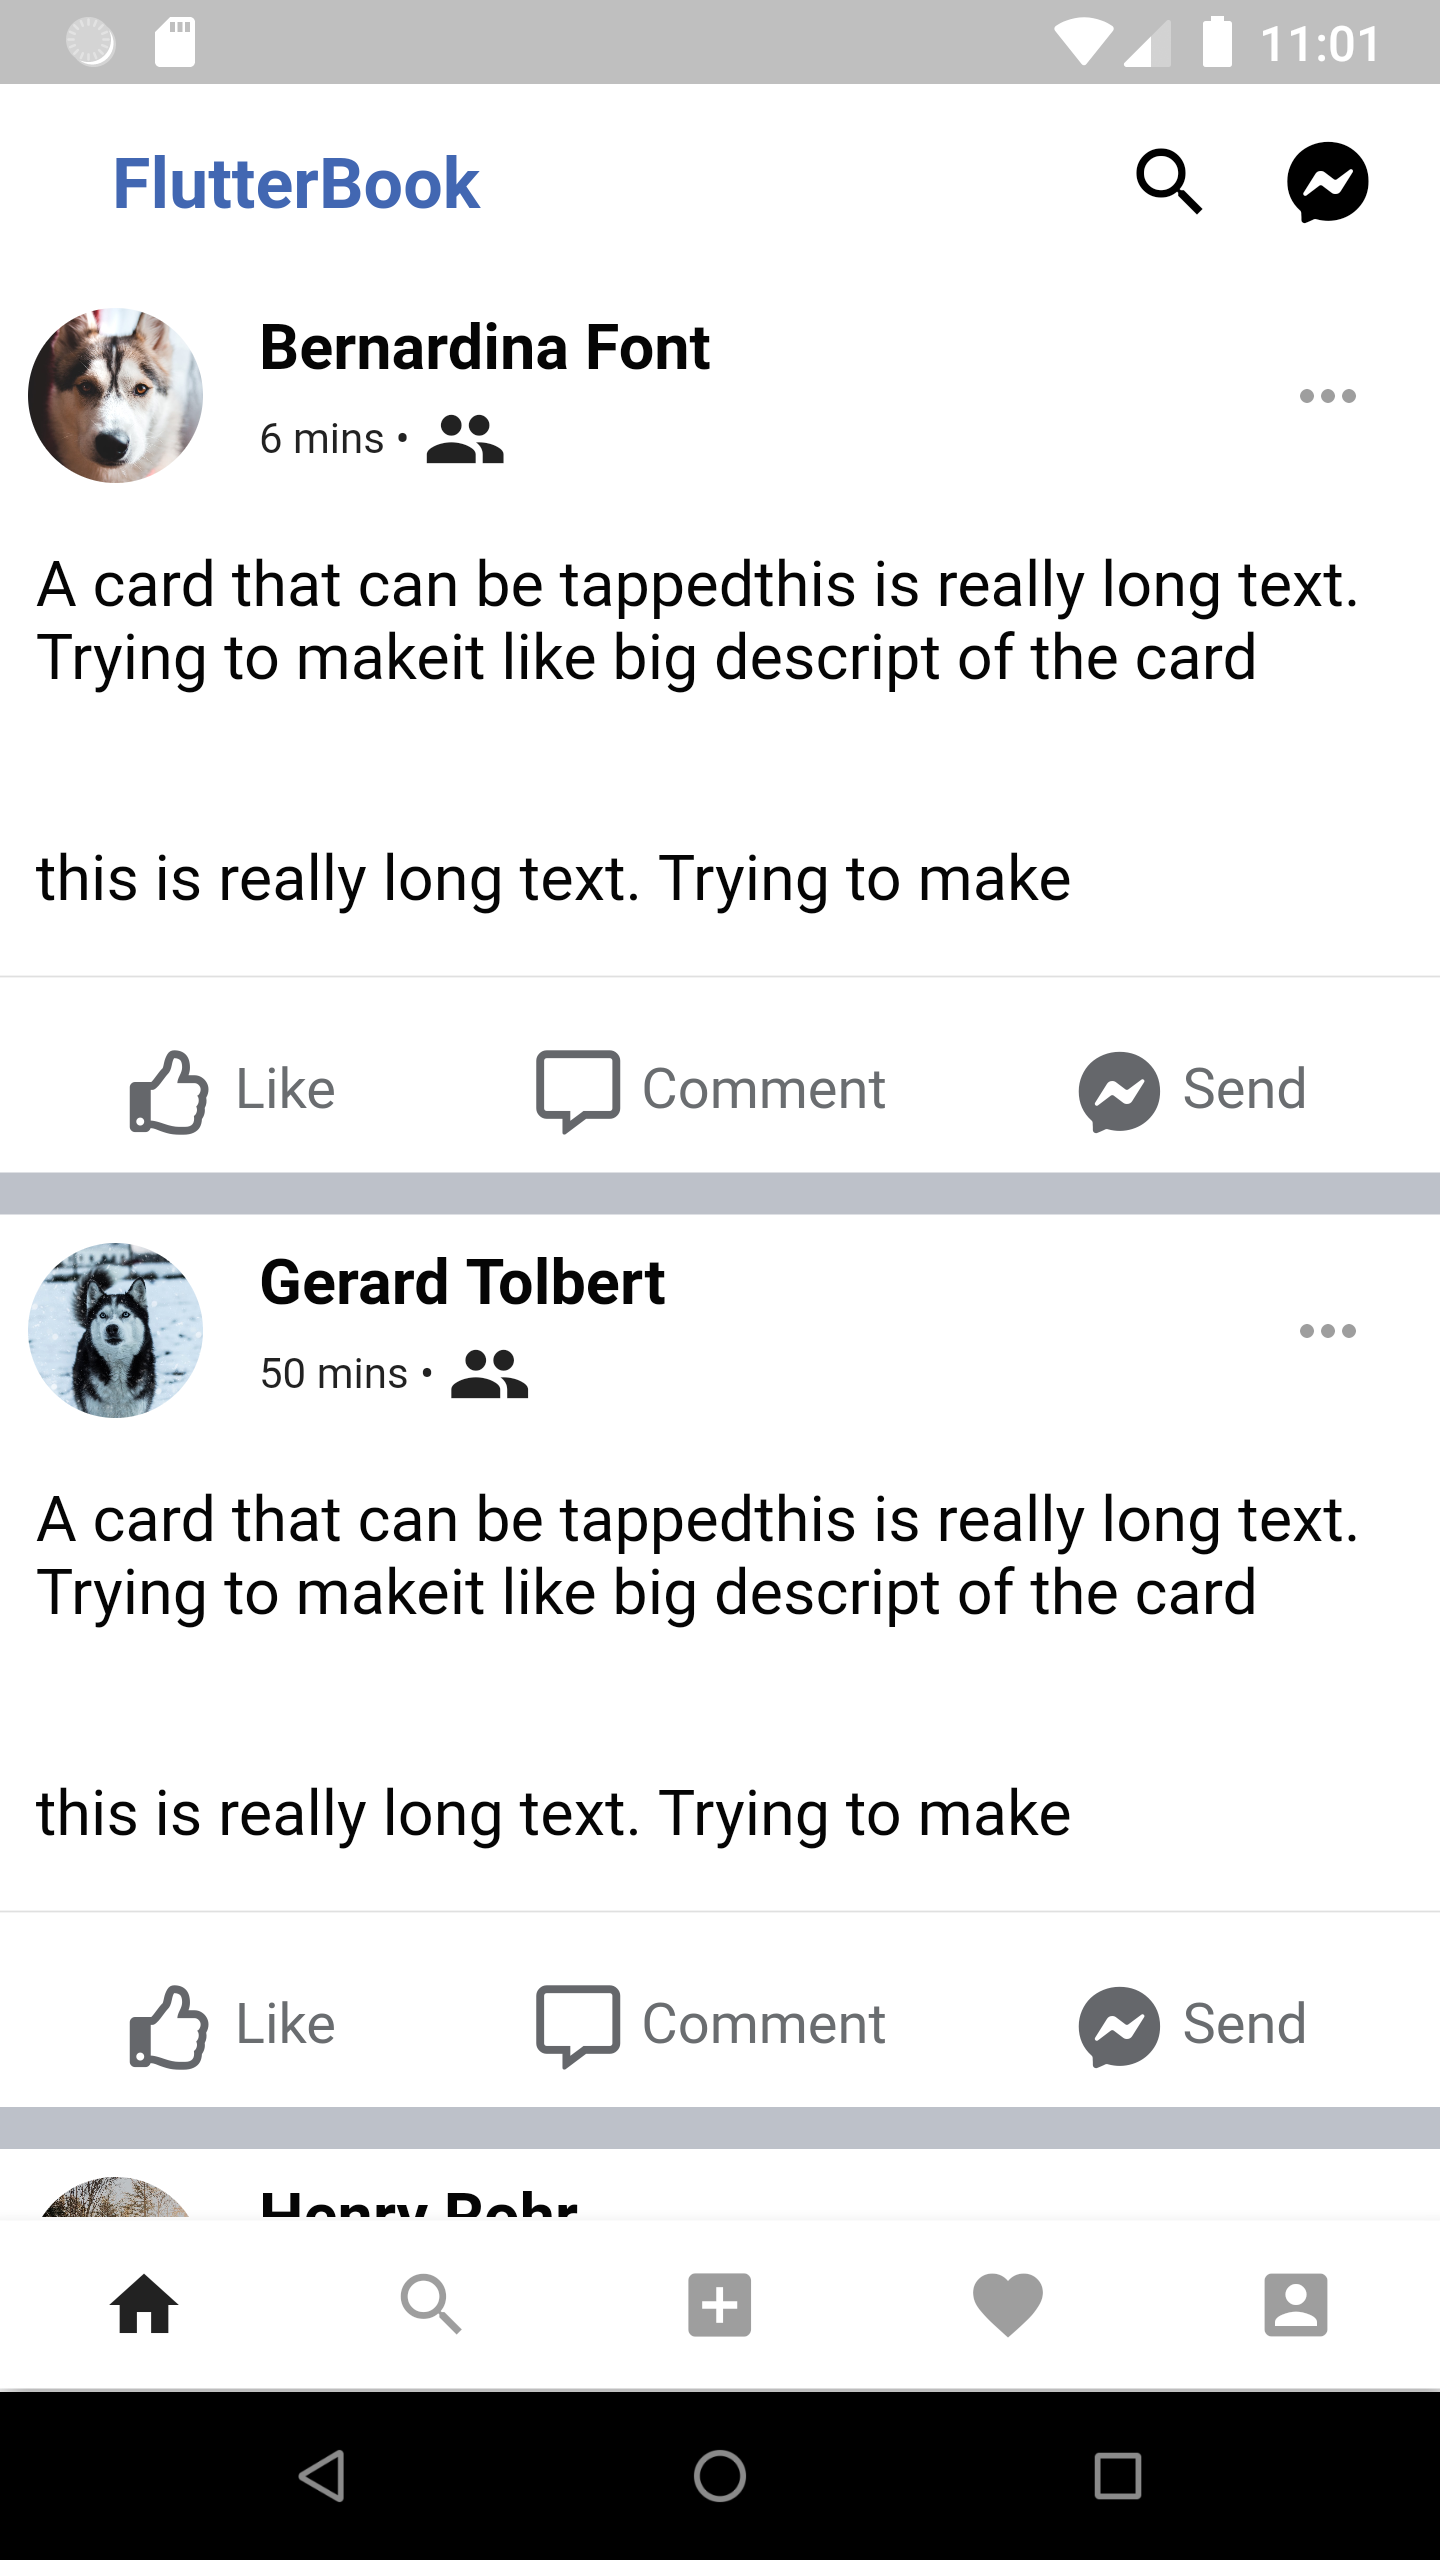 11:01
FlutterBook
Bernardina Font
6 mins •
A card that can be tappedthis is really long text.
Trying to makeit like big descript of the card
this is really long text. Trying to make
Like
Comment
Send
Gerard Tolbert
50 mins •
A card that can be tappedthis is really long text.
Trying to makeit like big descript of the card
this is really long text. Trying to make
Like
Comment
Send
Henry Rohr